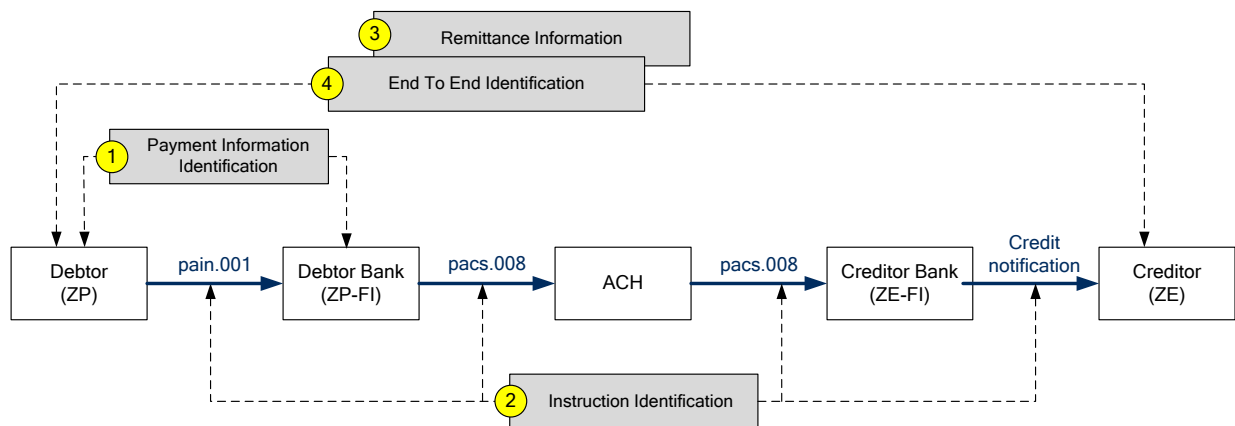 3
Remittance Information
4
End To End Identification
1
Payment Information
Identification
Debtor
(ZP)
pain.001
Debtor Bank
(ZP-FI)
pacs.008
ACH
pacs.008
Creditor Bank
(ZE-FI)
Credit
notification
Creditor
(ZE)
2
Instruction Identification